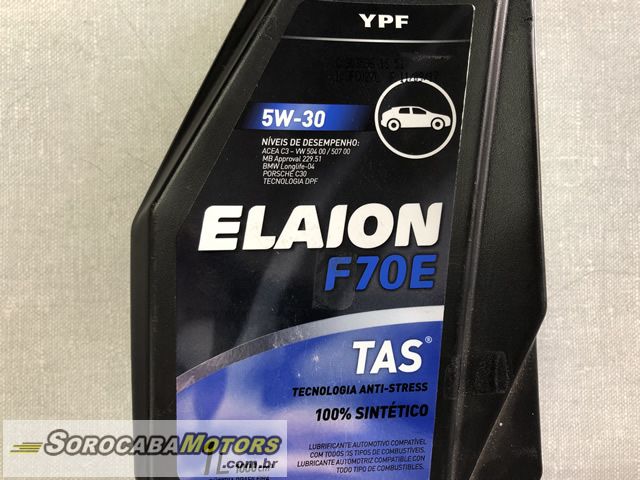 YPF
5W-30
NÍVEIS DE DESEMPENHO:
ACEA C3 - VW 504 00 / 507 00
MB Approval 229.51
BMW Longlife-04
PORSCHE C30
TECNOLOGIA DPF
ELAION
F70E
TAS®
TECNOLOGIA ANTI-STRESS
100% SINTÉTICO
LUBRIFICANTE AUTOMOTIVO COMPATÍVEL
COM TODOS OS TIPOS DE COMBUSTÍVEIS.
LUBRICANTE AUTOMOTRIZ COMPATIBLE CON
TODO TIPO DE COMBUSTIBLES.
SOROCABAMOTORS
.com.br
1L